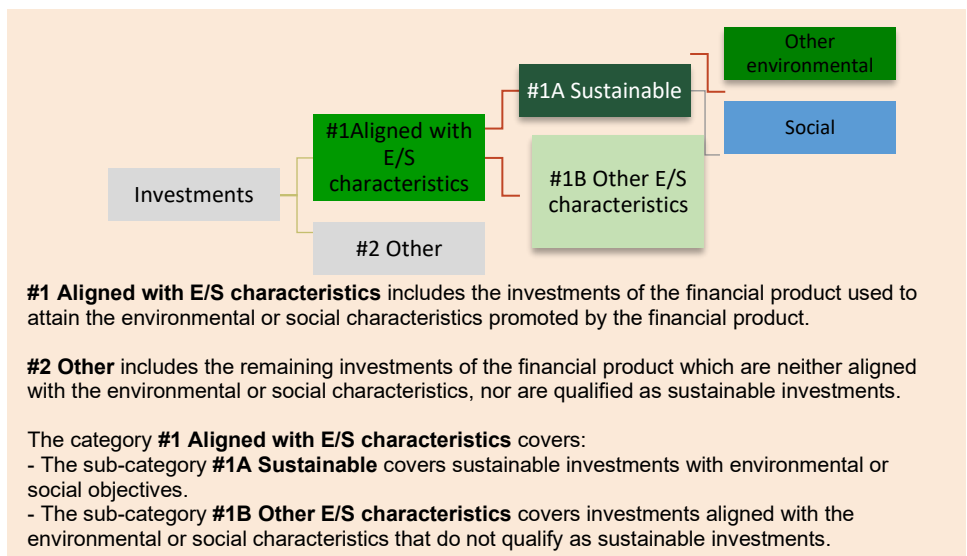 Other
environmental
#1A Sustainable
Social
#1Aligned with
E/S
characteristics
#1B Other E/S
characteristics
Investments
#2 Other
#1 Aligned with E/S characteristics includes the investments of the financial product used to
attain the environmental or social characteristics promoted by the financial product.
#2 Other includes the remaining investments of the financial product which are neither aligned
with the environmental or social characteristics, nor are qualified as sustainable investments.
The category #1 Aligned with E/S characteristics covers:
- The sub-category #1A Sustainable covers sustainable investments with environmental or
social objectives.
- The sub-category #1B Other E/S characteristics covers investments aligned with the
environmental or social characteristics that do not qualify as sustainable investments.